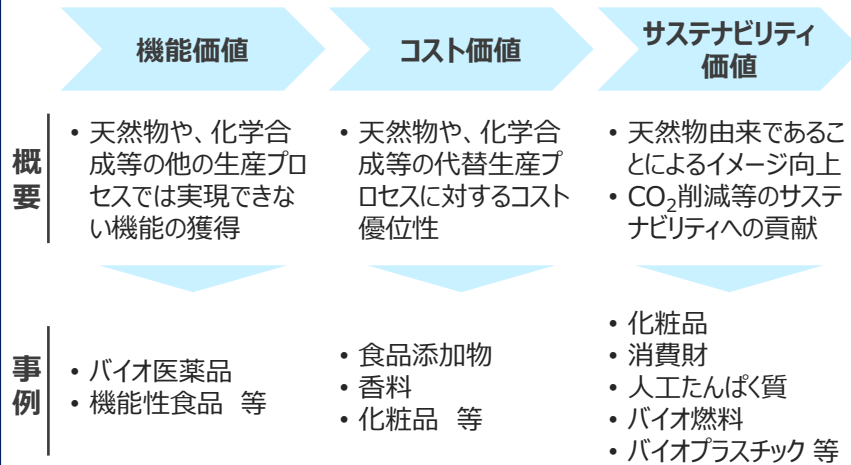 機能価値
コスト価値
サステナビリティ
価値
概要
• 天然物や、化学合
成等の他の生産プロ
セスでは実現できな
い機能の獲得
• 天然物や、化学合
成等の代替生産プ
ロセスに対するコスト
優位性
• 天然物由来であるこ
とによるイメージ向上
• CO₂削減等のサステ
ナビリティへの貢献
事例
• バイオ医薬品
• 機能性食品 等
• 食品添加物
• 香料
• 化粧品 等
• 化粧品
• 消費財
• 人工たんぱく質
• バイオ燃料
• バイオプラスチック 等